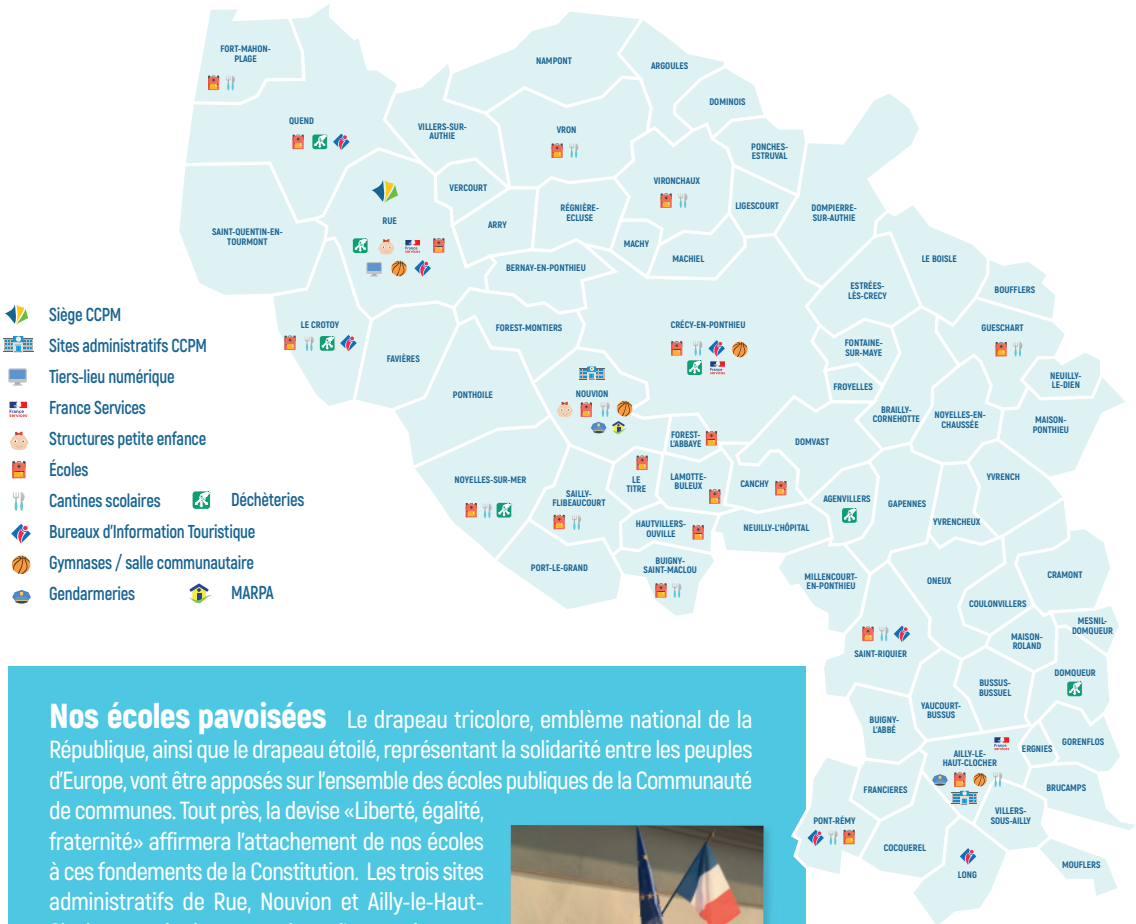 FORT-MAHON-
PLAGE
NAMPONT
ARGOULES
DOMINOIS
QUEND
VILLERS-SUR-
AUTHIE
VRON
PONCHES-
ESTRUVAL
VIRONCHAUX
VERCOURT
RUE
ARRY
RÉGNIÈRE-
ECLUSE
LIGESCOURT
DOMPIERRE-
SUR-AUTHIE
SAINT-QUENTIN-EN-
TOURMONT
MACHY
MACHIEL
BERNAY-EN-PONTHIEU
LE BOISLE
ESTRÉES-
LÈS-CRECY
BOUFFLERS
LE CROTOY
FOREST-MONTIERS
CRÉCY-EN-PONTHIEU
GUESCHART
FAVIÈRES
FONTAINE-
SUR-MAYE
NEUILLY-
LE-DIEN
PONTHOILE
NOUVION
FROYELLES
BRAILLY-
CORNEHOTTE
NOYELLES-EN-
CHAUSSÉE
MAISON-
PONTHIEU
FOREST-
L'ABBAYE
DOMVAST
NOYELLES-SUR-MER
LE
TITRE
LAMOTTE-
BULEUX
CANCHY
YVRENCH
SAILLY-
FLIBEAUCOURT
AGENVILLERS
GAPENNES
YVRENCHEUX
HAUTVILLERS-
OUVILLE
NEUILLY-L'HÔPITAL
PORT-LE-GRAND
BUIGNY-
SAINT-MACLOU
MILLENCOURT-
EN-PONTHIEU
ONEUX
CRAMONT
COULONVILLERS
MESNIL-
DOMQUEUR
MAISON-
ROLAND
SAINT-RIQUIER
DOMQUEUR
BUSSUS-
BUSSUEL
YAUCOURT-
BUSSUS
BUIGNY-
L'ABBÉ
AILLY-LE-
HAUT-CLOCHER
ERGNIES
GORENFLOS
FRANCIERES
BRUCAMPS
VILLERS-
SOUS-AILLY
PONT-RÉMY
COCQUEREL
LONG
MOUFLERS
Siège CCPM
Sites administratifs CCPM
Tiers-lieu numérique
France
services
France Services
Structures petite enfance
Écoles
Cantines scolaires
Déchèteries
Bureaux d'Information Touristique
Gymnases / salle communautaire
Gendarmeries
MARPA
Nos écoles pavoisées Le drapeau tricolore, emblème national de la
République, ainsi que le drapeau étoilé, représentant la solidarité entre les peuples
d'Europe, vont être apposés sur l'ensemble des écoles publiques de la Communauté
de communes. Tout près, la devise «Liberté, égalité,
fraternité» affirmera l'attachement de nos écoles
à ces fondements de la Constitution. Les trois sites
administratifs de Rue, Nouvion et Ailly-le-Haut-